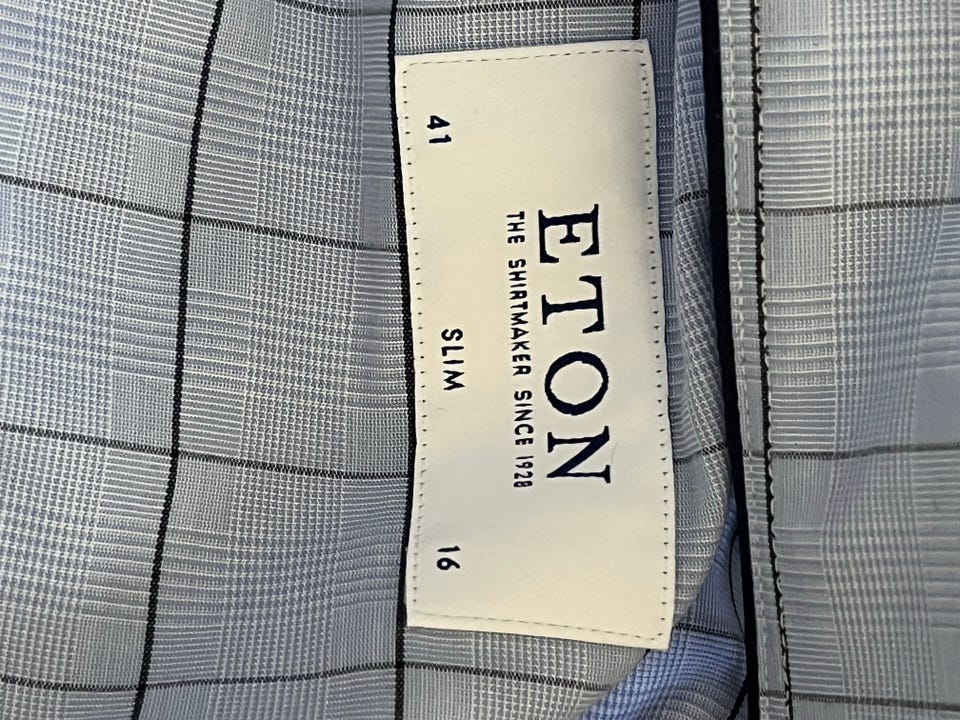 ETON
THE SHIRTMAKER SINCE 1928
41 SLIM 16